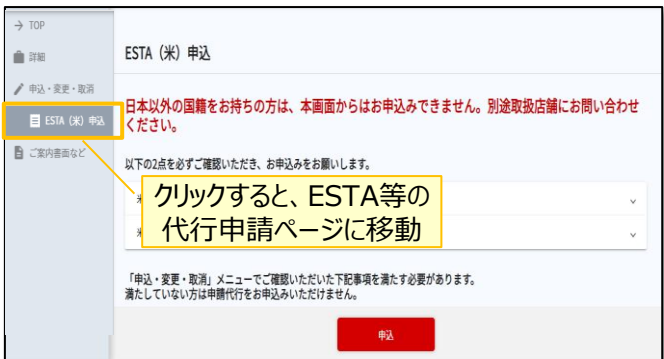 → TOP
詳細
申込・変更・取消
ESTA (米) 申込
ご案内書面など
ESTA（米）申込
日本以外の国籍をお持ちの方は、本画面からはお申込みできません。別途取扱店舗にお問い合わせ
ください。
以下の2点を必ずご確認いただき、お申込みをお願いします。
クリックすると、ESTA等の
代行申請ページに移動
「申込・変更・取消」メニューでご確認いただいた下記事項を満たす必要があります。
満たしていない方は申請代行をお申込みいただけません。
申込